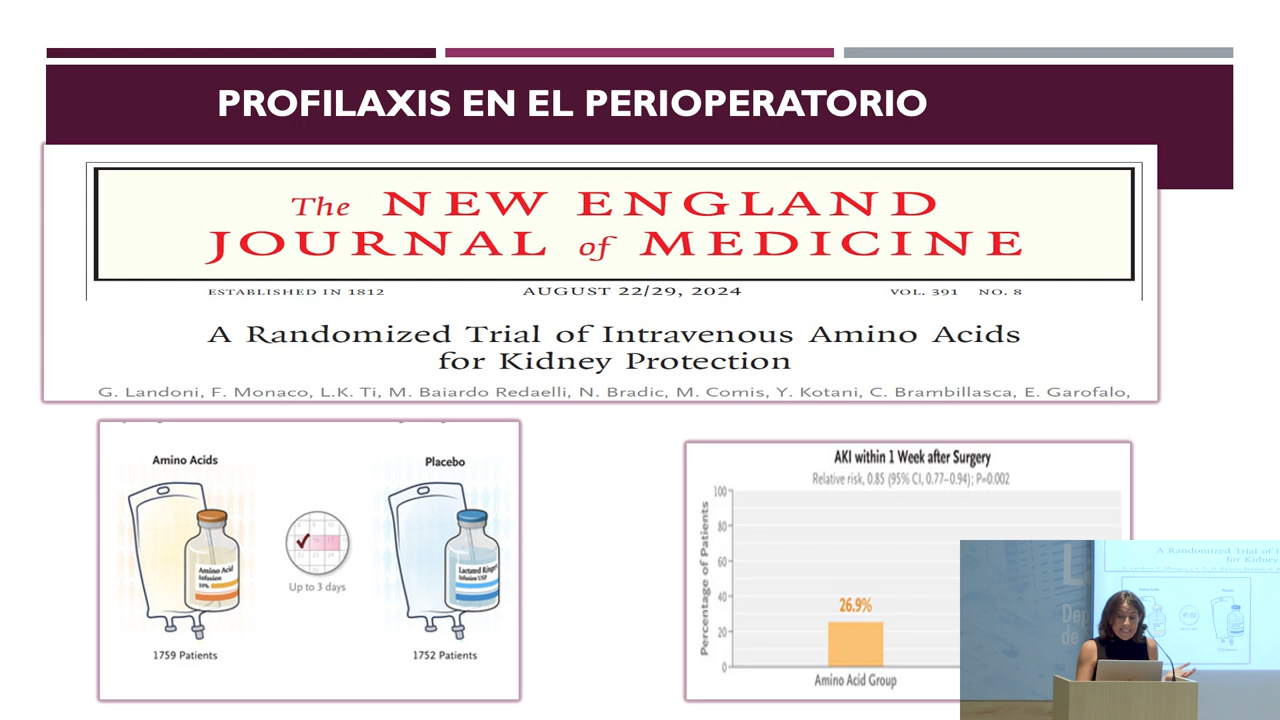 PROFILAXIS EN EL PERIOPERATORIO
The NEW ENGLAND
JOURNAL of MEDICINE
ESTABLISHED IN 1812
AUGUST 22/29, 2024
VOL. 391 NO. 8
A Randomized Trial of Intravenous Amino Acids
for Kidney Protection
G. Landoni, F. Monaco, L.K. Ti, M. Baiardo Redaelli, N. Bradic, M. Comis, Y. Kotani, C. Brambillasca, E. Garofalo,
Amino Acids
Placebo
Amino Acid
Infusion
10%
Up to 3 days
Lactated Ringer
Infusion USP
1759 Patients
1752 Patients
AKI within 1 Week after Surgery
Relative risk, 0.85 (95% CI, 0.77–0.94); P=0.002
Percentage of Patients
100
80
60
40
20
0
26.9%
Amino Acid Group
A Randomized Trial of I
for Kidney
Dep
de